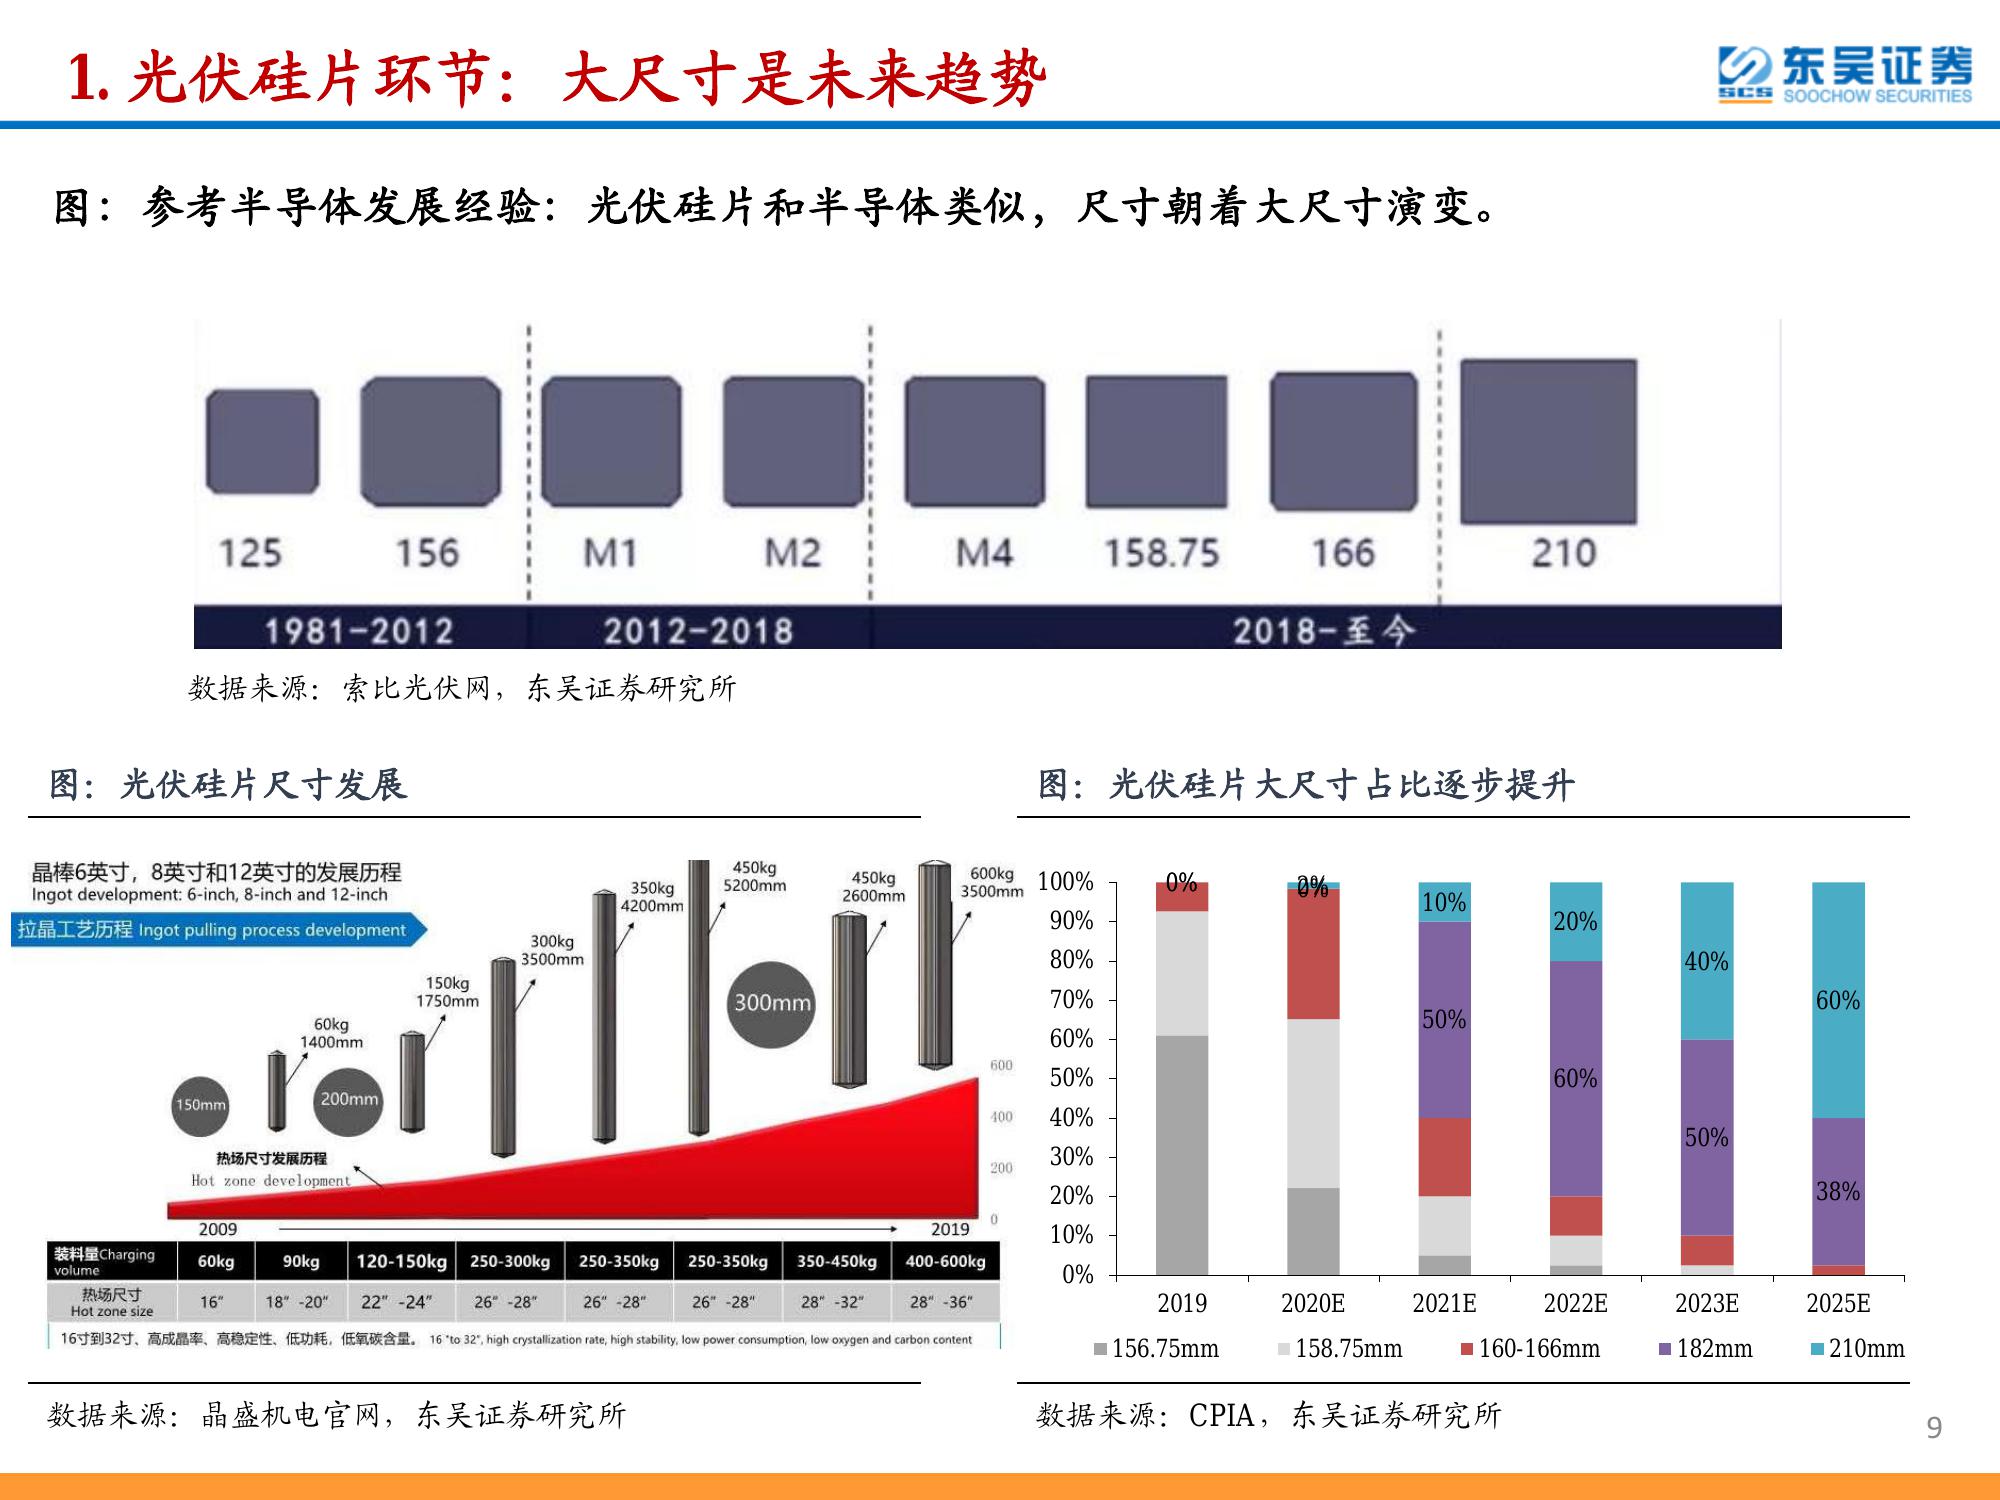 1. 光伏硅片环节：大尺寸是未来趋势
SCS 东吴证券
SOOCHOW SECURITIES
图：参考半导体发展经验：光伏硅片和半导体类似，尺寸朝着大尺寸演变。
125 156 M1 M2 M4 158.75 166 210
1981-2012 2012-2018 2018-至今
数据来源：索比光伏网，东吴证券研究所
图：光伏硅片尺寸发展
晶棒6英寸，8英寸和12英寸的发展历程
Ingot development: 6-inch, 8-inch and 12-inch
拉晶工艺历程 Ingot pulling process development
150mm
60kg
1400mm
200mm
150kg
1750mm
300kg
3500mm
350kg
4200mm
450kg
5200mm
300mm
450kg
2600mm
600kg
3500mm
600
400
200
0
热场尺寸发展历程
Hot zone development
2009 2019
装料量Charging volume 60kg 90kg 120-150kg 250-300kg 250-350kg 250-350kg 350-450kg 400-600kg
热场尺寸 Hot zone size 16" 18" -20" 22" -24" 26" -28" 26" -28" 26" -28" 28" -32" 28" -36"
16寸到32寸、高成晶率、高稳定性、低功耗，低氧碳含量。 16 "to 32", high crystallization rate, high stability, low power consumption, low oxygen and carbon content
数据来源：晶盛机电官网，东吴证券研究所
图：光伏硅片大尺寸占比逐步提升
100%
90%
80%
70%
60%
50%
40%
30%
20%
10%
0%
0%
2%
0%
10%
50%
20%
60%
40%
50%
60%
38%
2019 2020E 2021E 2022E 2023E 2025E
156.75mm 158.75mm 160-166mm 182mm 210mm
数据来源：CPIA，东吴证券研究所
9